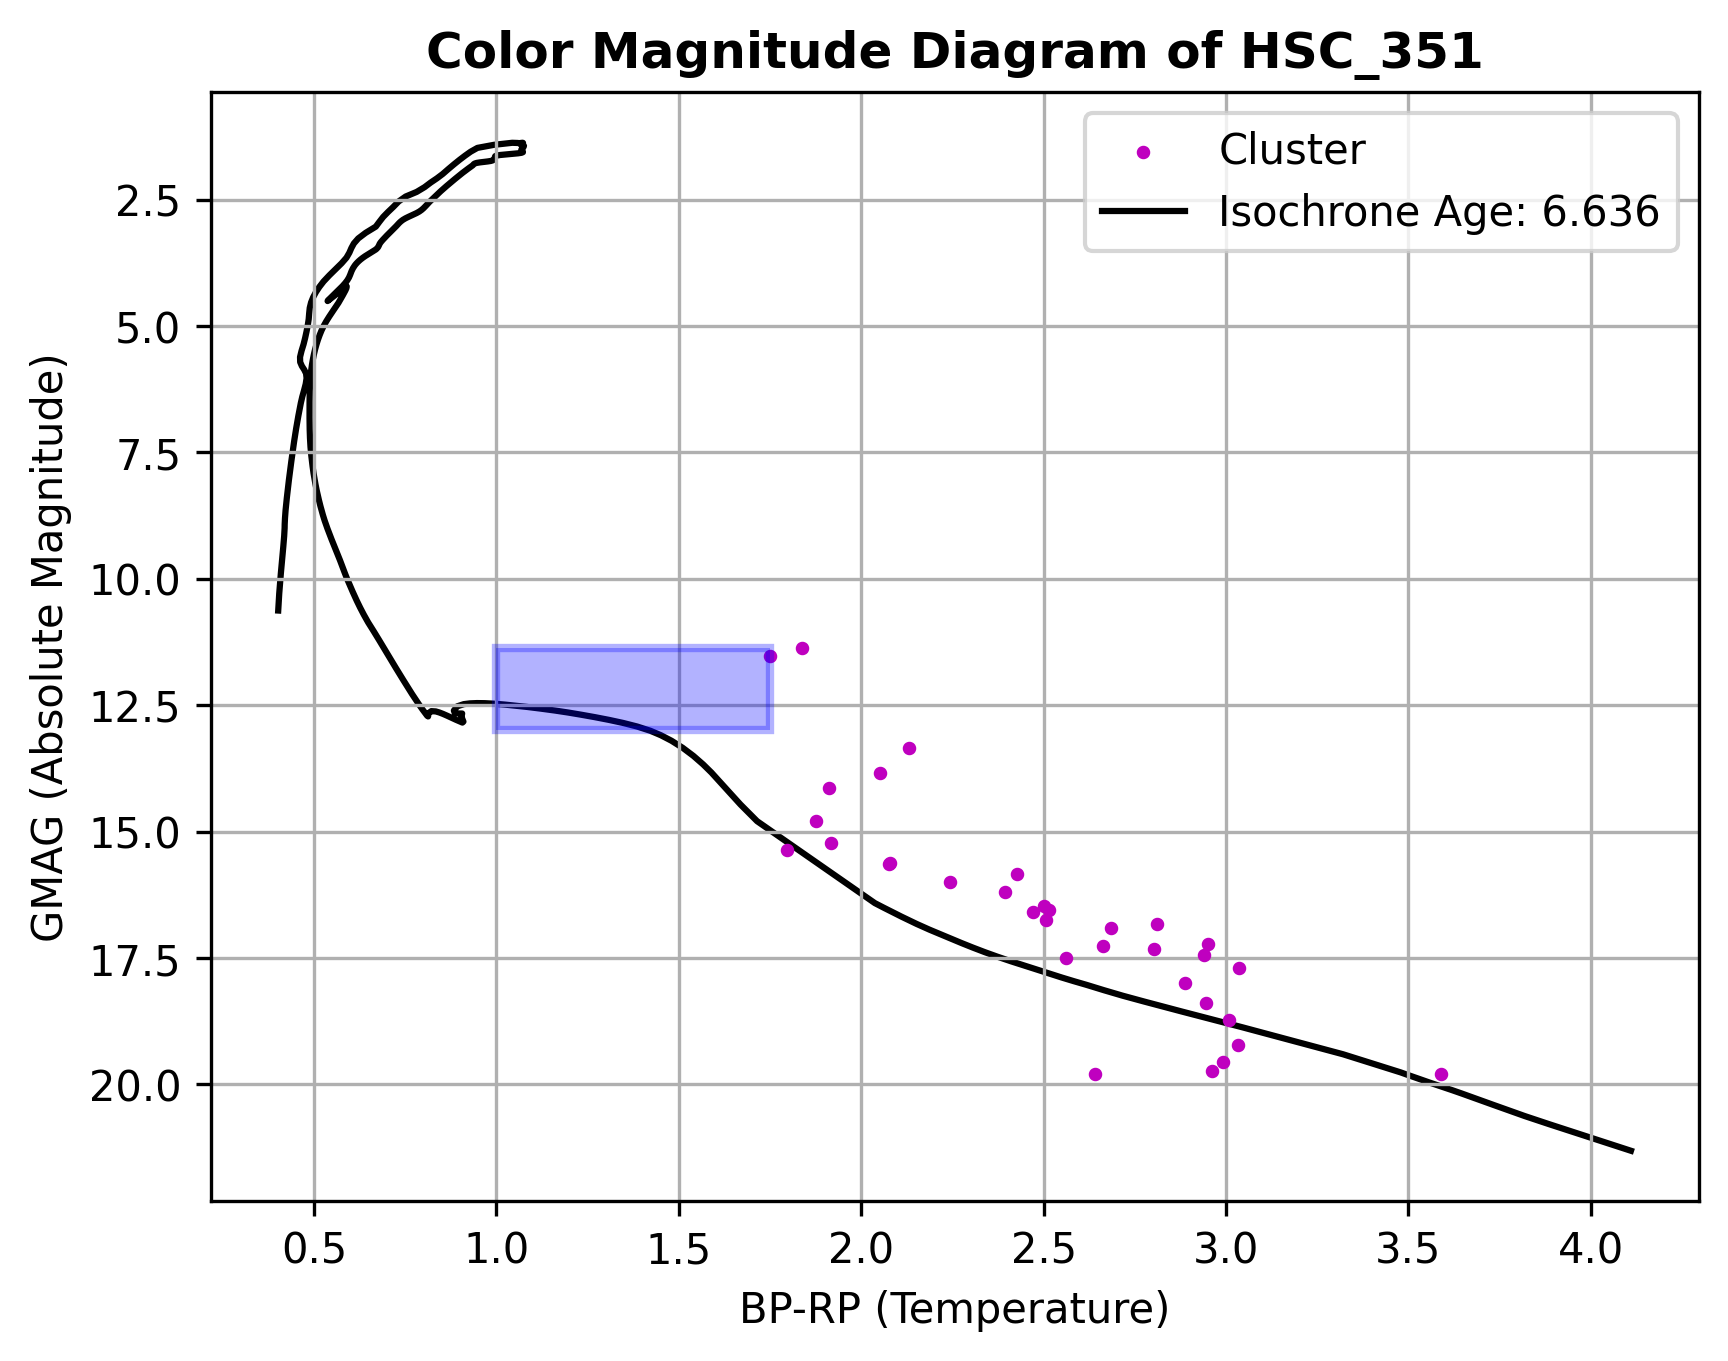 Color Magnitude Diagram of HSC_351
Cluster
Isochrone Age: 6.636
GMAG (Absolute Magnitude)
2.5
5.0
7.5
10.0
12.5
15.0
17.5
20.0
0.5 1.0 1.5 2.0 2.5 3.0 3.5 4.0
BP-RP (Temperature)